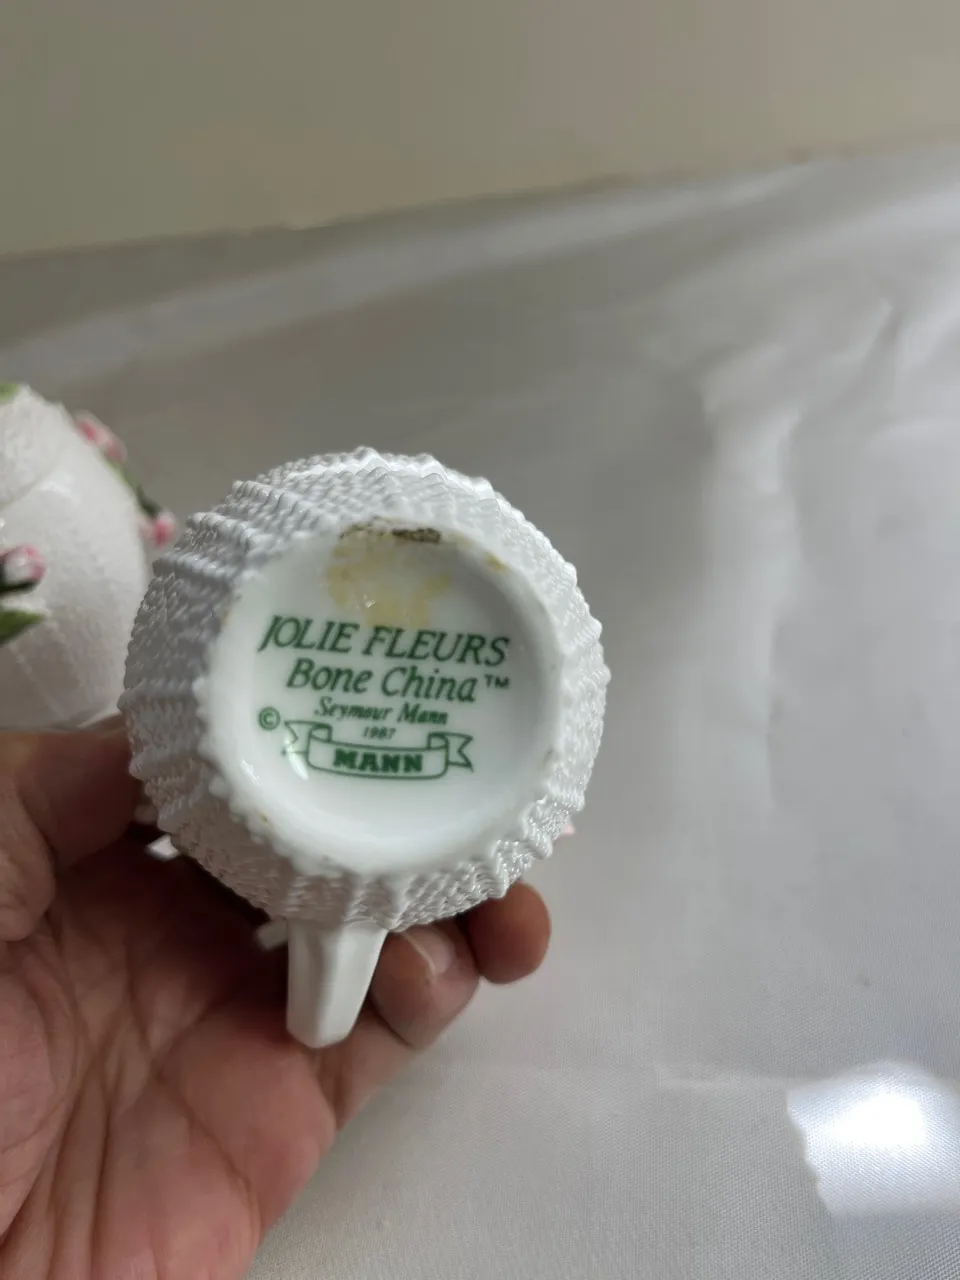 JOLIE FLEURS
Bone China™
Seymour Mann
© 1987
MANN